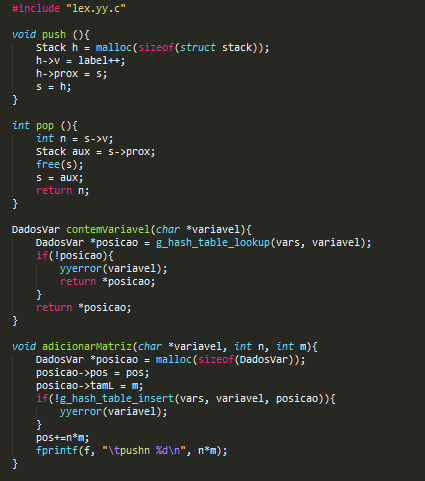 #include "lex.yy.c"
void push (){
Stack h = malloc(sizeof(struct stack));
h->v = label++;
h->prox = s;
s = h;
}
int pop (){
int n = s->v;
Stack aux = s->prox;
free(s);
s = aux;
return n;
}
DadosVar contemVariavel(char *variavel){
DadosVar *posicao = g_hash_table_lookup(vars, variavel);
if(!posicao){
yyerror(variavel);
return *posicao;
}
return *posicao;
}
void adicionarMatriz(char *variavel, int n, int m){
DadosVar *posicao = malloc(sizeof(DadosVar));
posicao->pos = pos;
posicao->tamL = m;
if(!g_hash_table_insert(vars, variavel, posicao)){
yyerror(variavel);
}
pos+=n*m;
fprintf(f, "\tpushn %d\n", n*m);
}